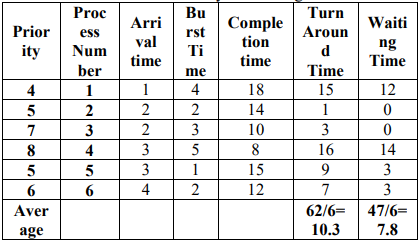 Priority Process Number Arrival time Burst Time Completion time Turn Around Time Waiting Time
4 1 1 4 18 15 12
5 2 2 2 14 1 0
7 3 2 3 10 3 0
8 4 3 5 8 16 14
5 5 3 1 15 9 3
6 6 4 2 12 7 3
Average 62/6= 10.3 47/6= 7.8